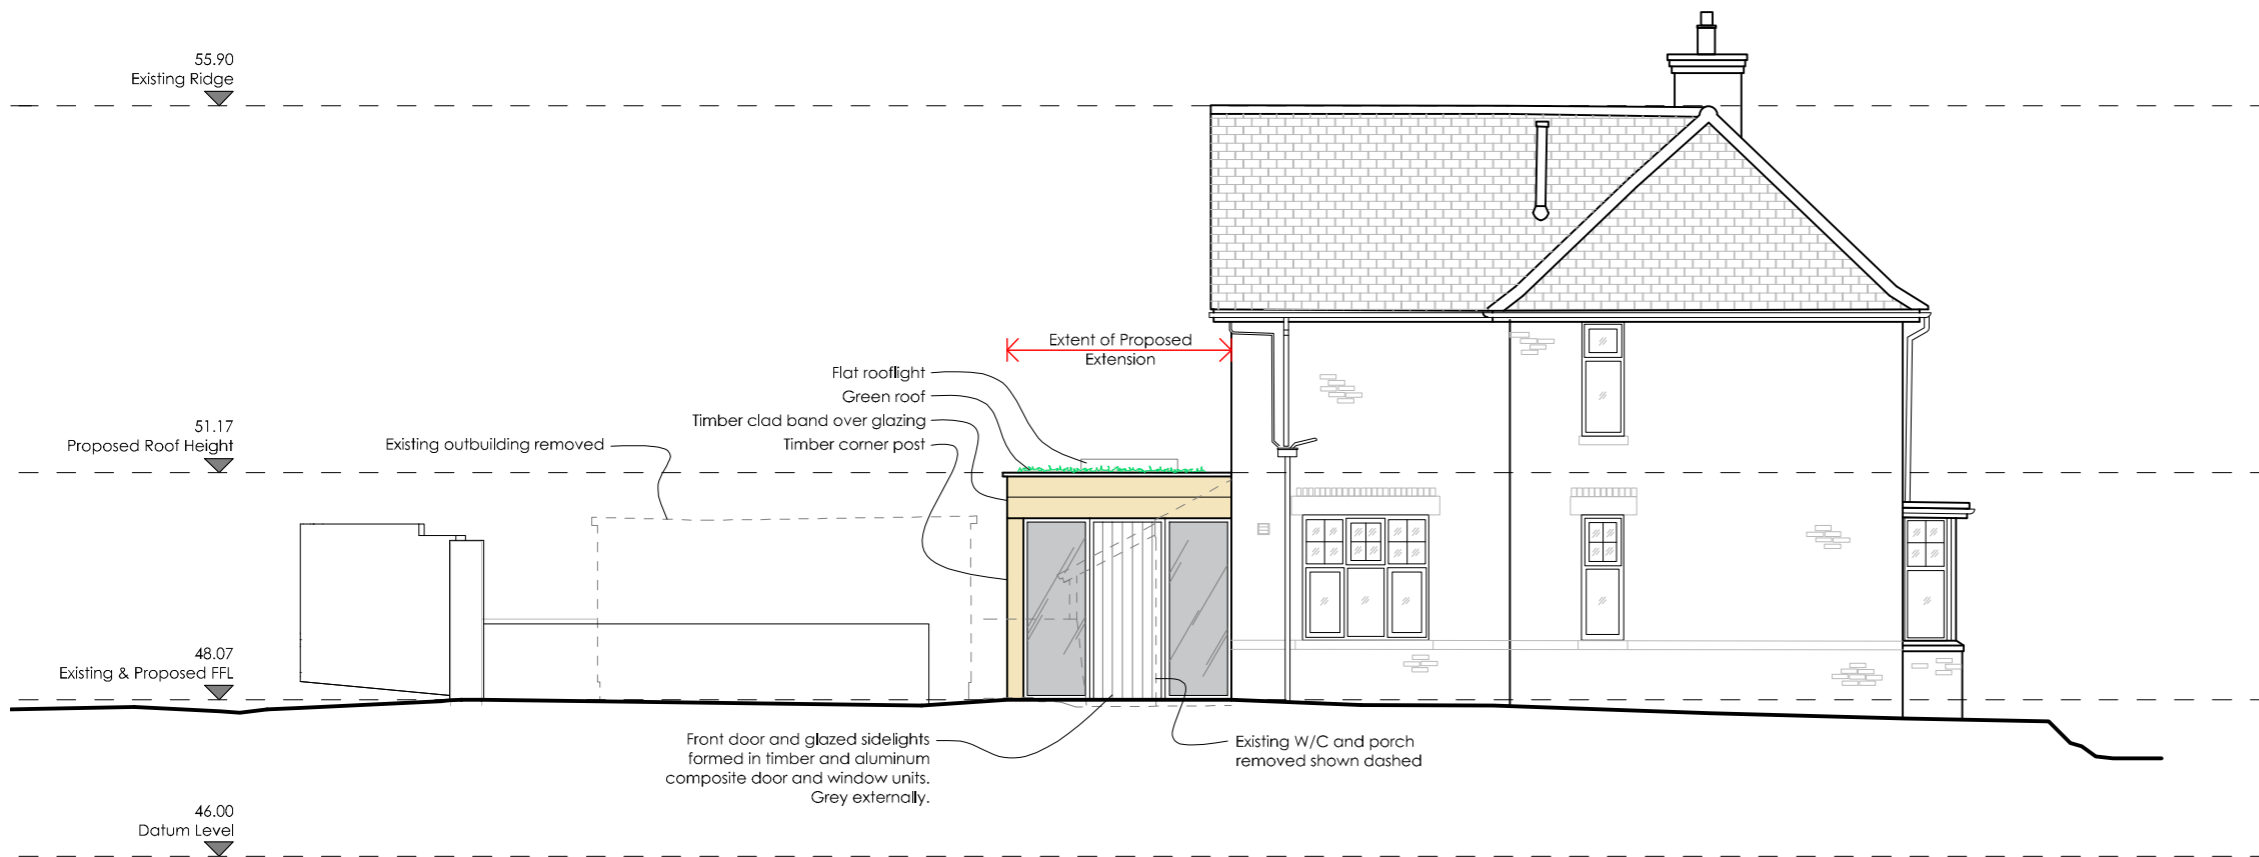 55.90
Existing Ridge
Extent of Proposed
Extension
Flat rooflight
Green roof
Timber clad band over glazing
Timber corner post
51.17
Proposed Roof Height
Existing outbuilding removed
48.07
Existing & Proposed FFL
Front door and glazed sidelights
formed in timber and aluminum
composite door and window units.
Grey externally.
Existing W/C and porch
removed shown dashed
46.00
Datum Level